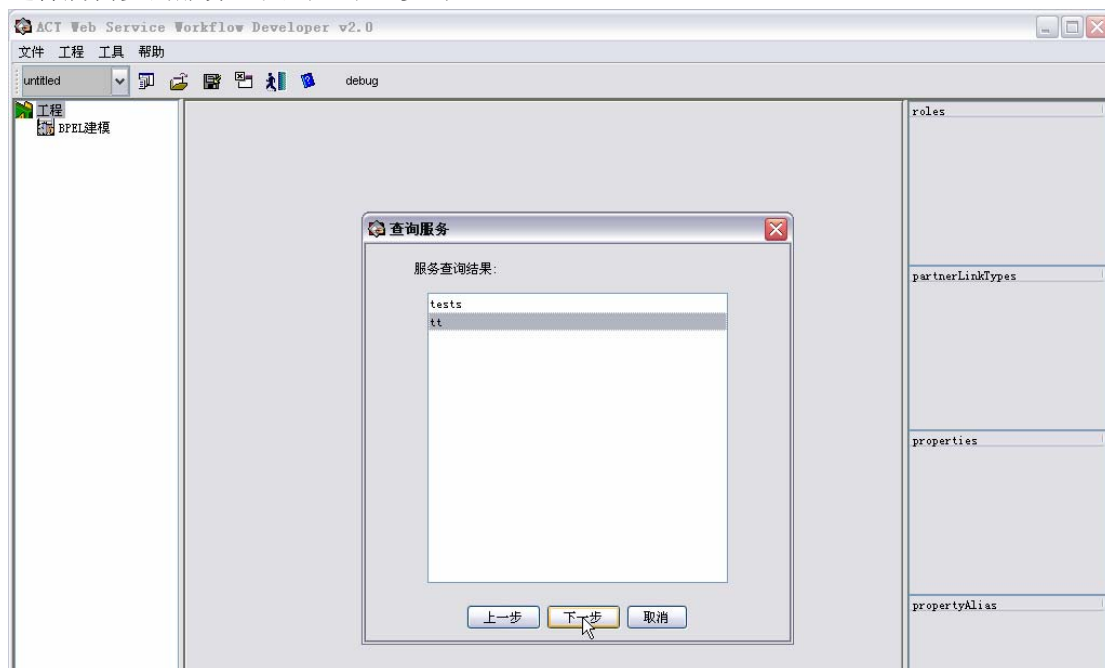 ACT Web Service Workflow Developer v2.0
文件 工程 工具 帮助
untitled debug
工程
BPEL建模
roles
查询服务
服务查询结果:
partnerLinkTypes
tests
tt
properties
propertyAlias
上一步 下一步 取消